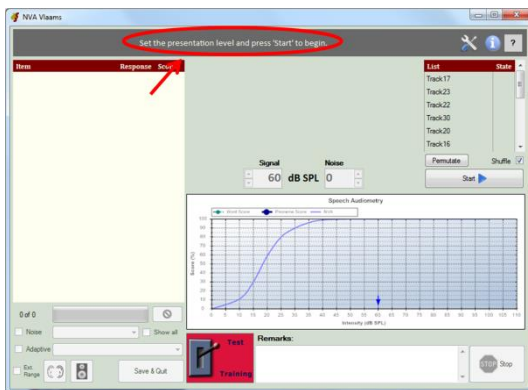 NVA Vlaams
Set the presentation level and press 'Start' to begin.
?
Item Response Score
List State
Track17
Track23
Track22
Track30
Track20
Track16
Permutate Shuffle
Start
Signal Noise
60 dB SPL 0
Speech Audiometry
Word Score Phoneme Score
Score (%)
100
90
80
70
60
50
40
30
20
10
0
0 5 10 15 20 25 30 35 40 45 50 55 60 65 70 75 80 85 90 95 100 105 110
Intensity (dB SPL)
0 of 0
Noise Show all
Adaptive
Ext. Range
Save & Quit
Test
Training
Remarks:
STOP Stop